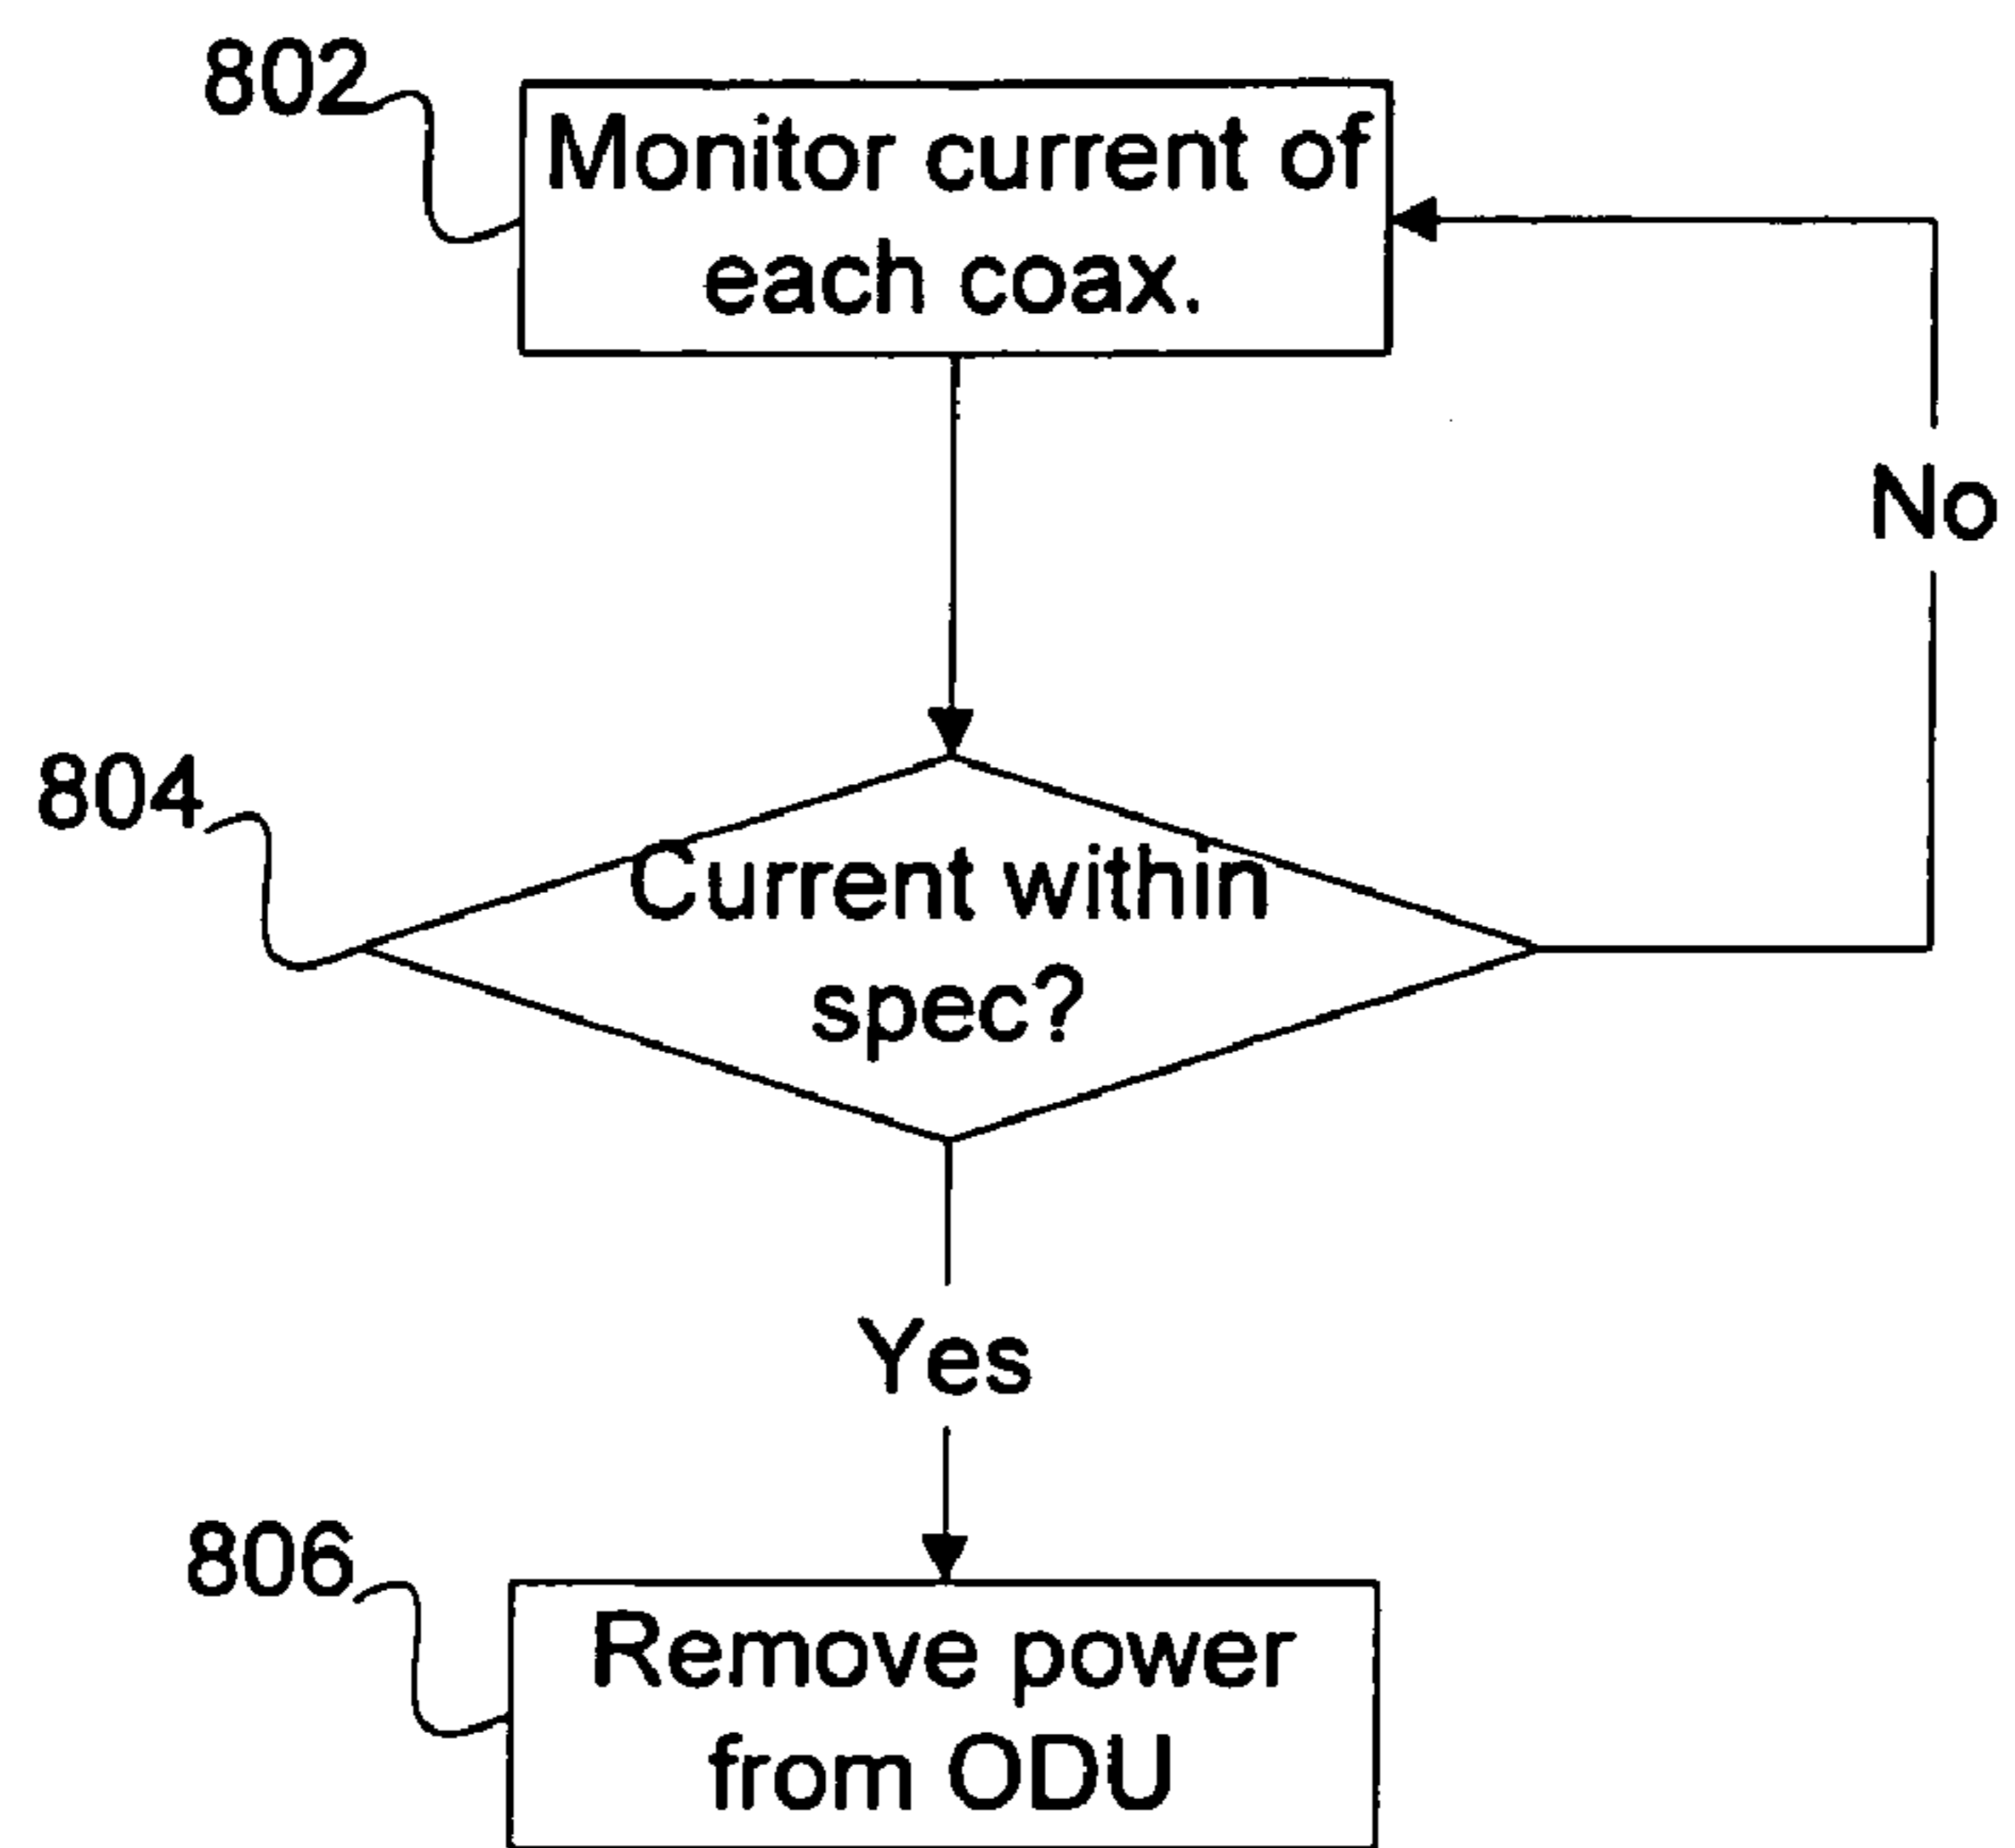 802
Monitor current of
each coax.
No
804
Current within
spec?
Yes
806
Remove power
from ODU